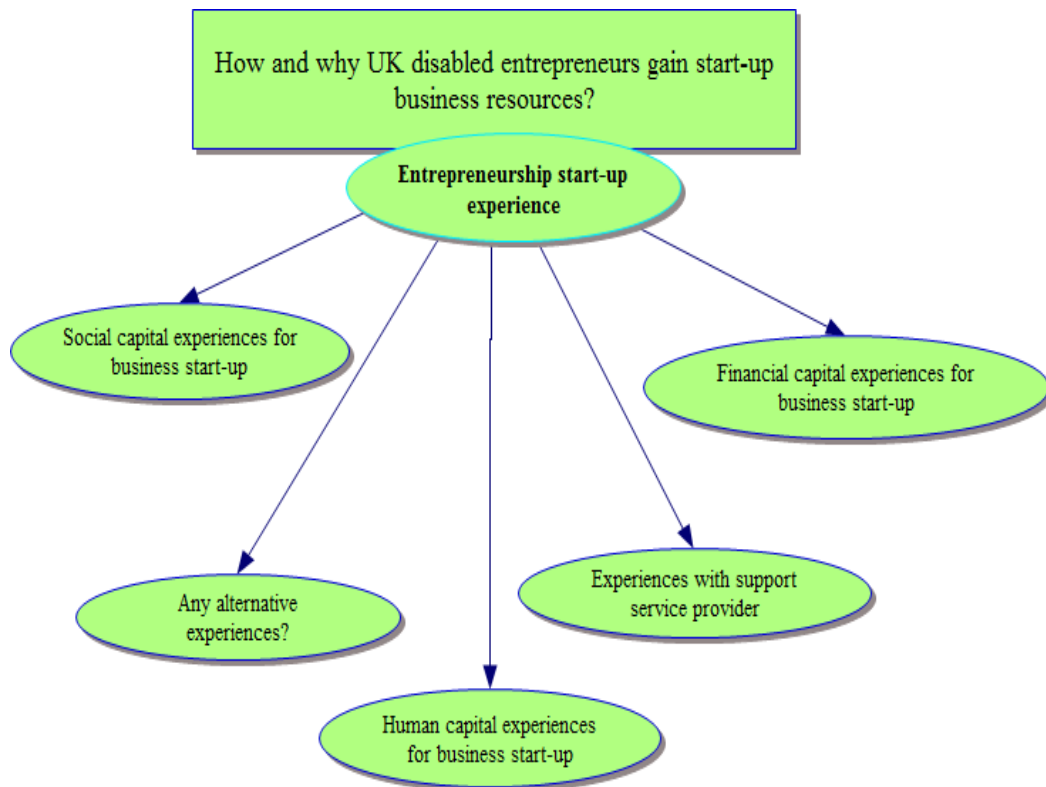 How and why UK disabled entrepreneurs gain start-up
business resources?
Entrepreneurship start-up
experience
Social capital experiences for
business start-up
Financial capital experiences for
business start-up
Any alternative
experiences?
Experiences with support
service provider
Human capital experiences
for business start-up